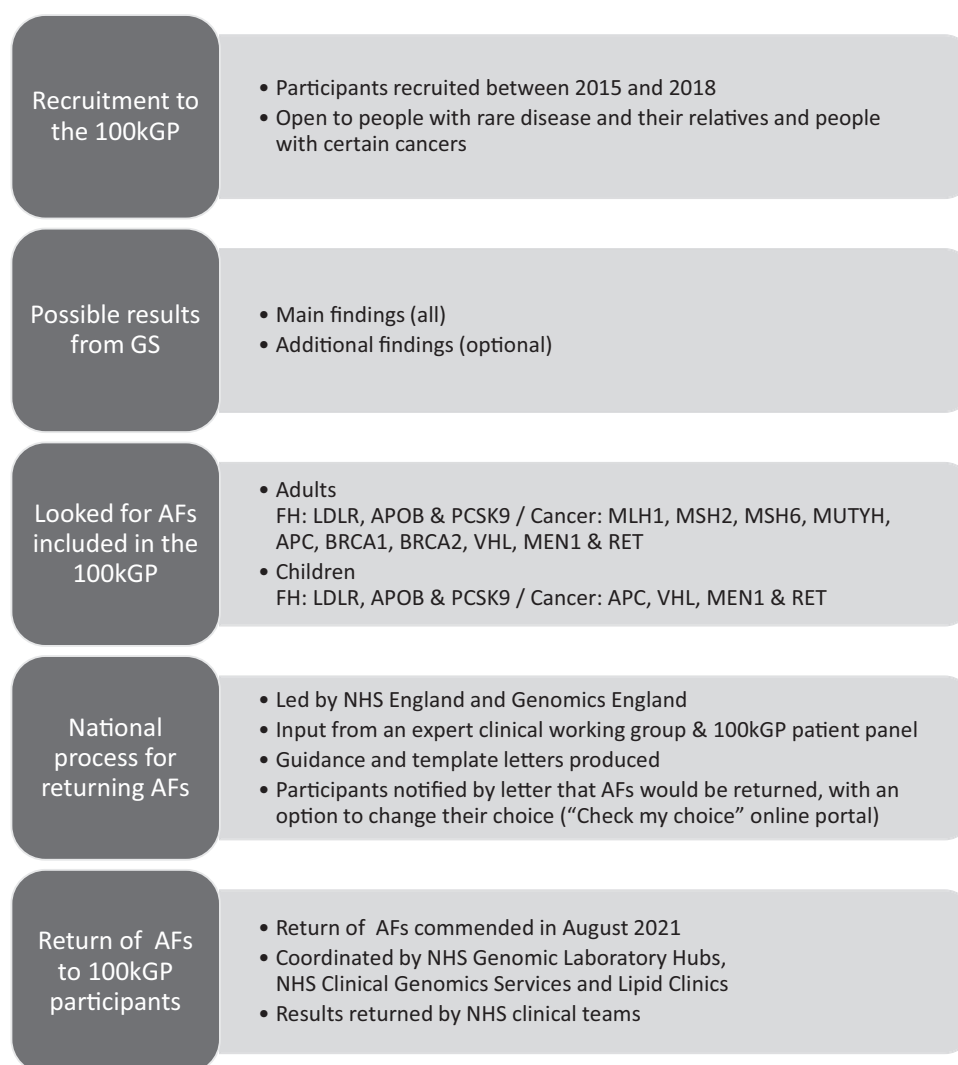 Recruitment to
the 100kGP
• Participants recruited between 2015 and 2018
• Open to people with rare disease and their relatives and people
with certain cancers
Possible results
from GS
• Main findings (all)
• Additional findings (optional)
Looked for AFs
included in the
100kGP
• Adults
FH: LDLR, APOB & PCSK9 / Cancer: MLH1, MSH2, MSH6, MUTYH,
APC, BRCA1, BRCA2, VHL, MEN1 & RET
• Children
FH: LDLR, APOB & PCSK9 / Cancer: APC, VHL, MEN1 & RET
National
process for
returning AFs
• Led by NHS England and Genomics England
• Input from an expert clinical working group & 100kGP patient panel
• Guidance and template letters produced
• Participants notified by letter that AFs would be returned, with an
option to change their choice (“Check my choice” online portal)
Return of AFs
to 100kGP
participants
• Return of AFs commended in August 2021
• Coordinated by NHS Genomic Laboratory Hubs,
NHS Clinical Genomics Services and Lipid Clinics
• Results returned by NHS clinical teams